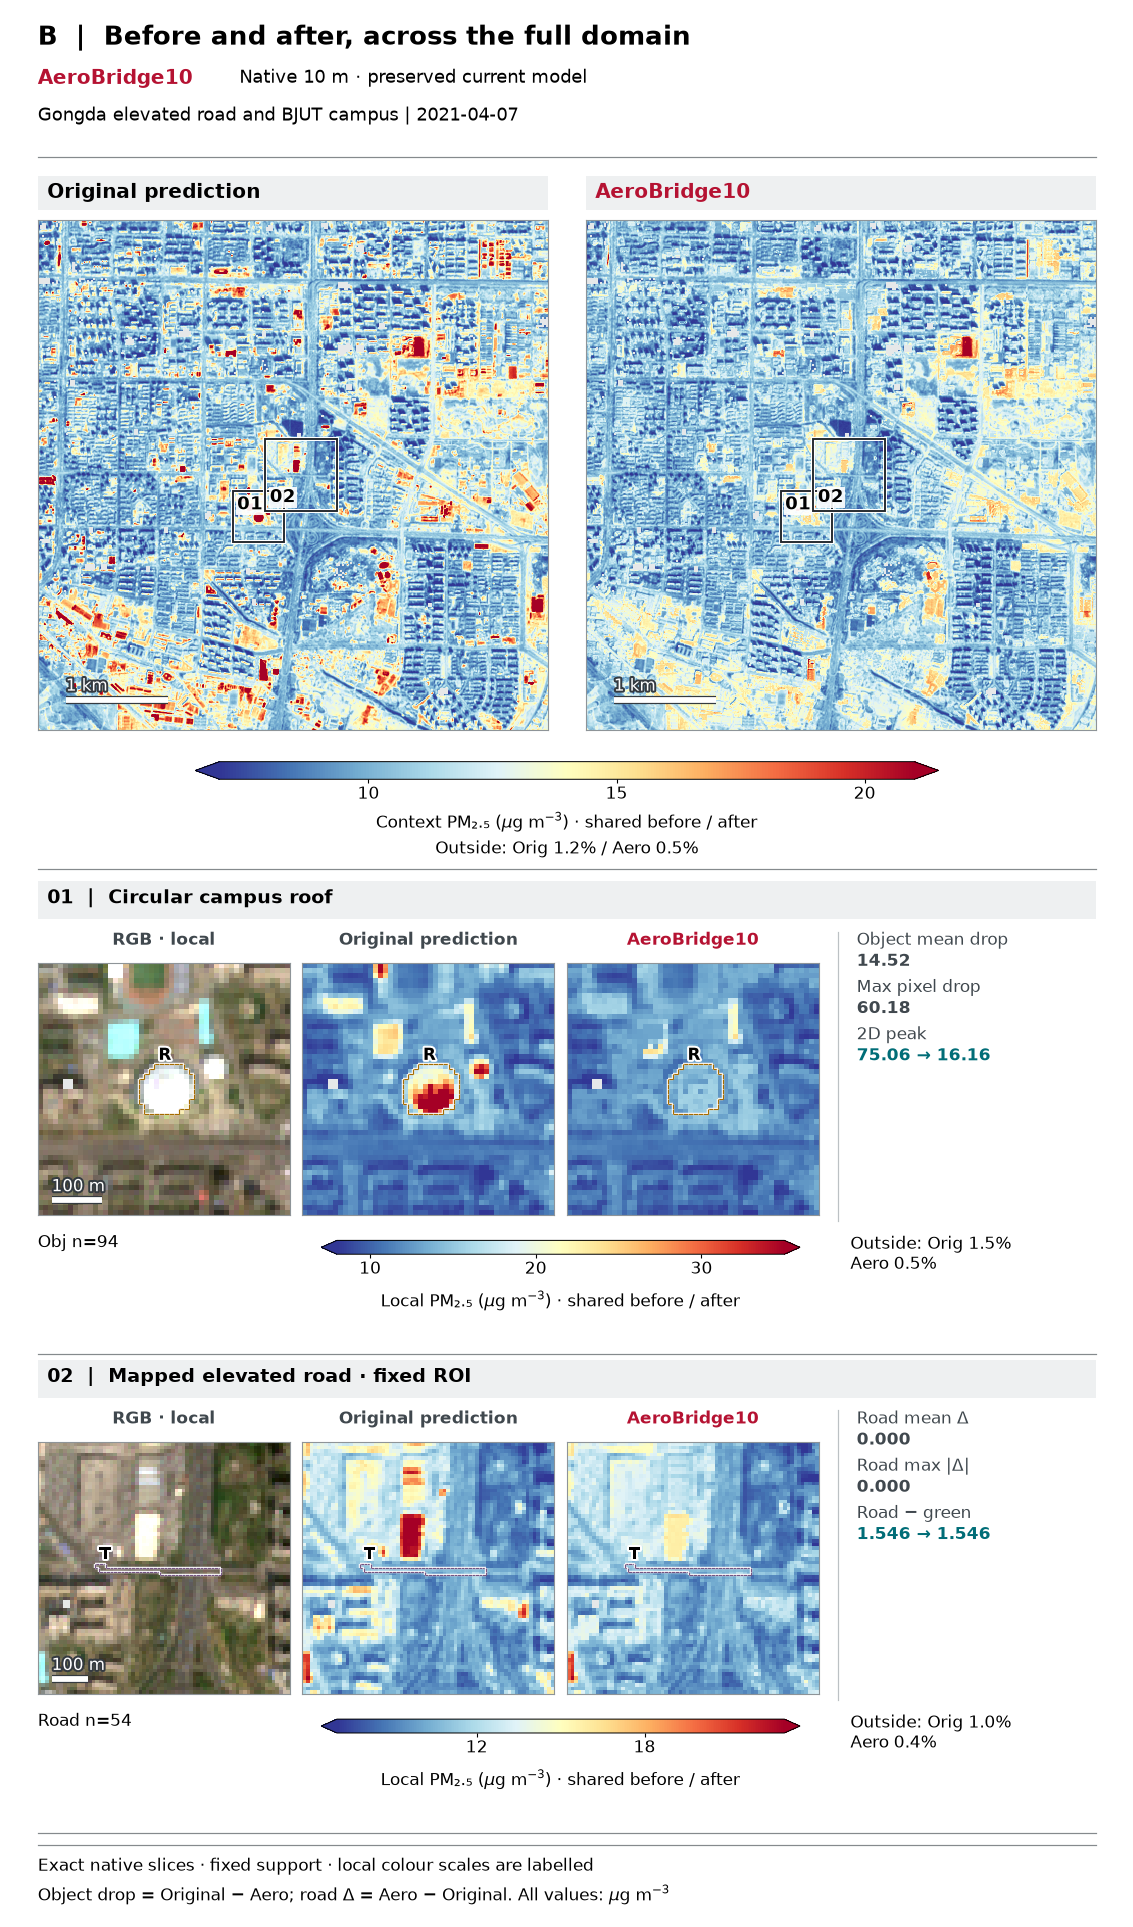 B | Before and after, across the full domain
AeroBridge10 Native 10 m · preserved current model
Gongda elevated road and BJUT campus | 2021-04-07
Original prediction
AeroBridge10
01
02
1 km
01
02
1 km
10 15 20
Context PM₂.₅ (μg m⁻³) · shared before / after
Outside: Orig 1.2% / Aero 0.5%
01 | Circular campus roof
RGB · local
Original prediction
AeroBridge10
R
R
R
100 m
Object mean drop
14.52
Max pixel drop
60.18
2D peak
75.06 → 16.16
Obj n=94
10 20 30
Local PM₂.₅ (μg m⁻³) · shared before / after
Outside: Orig 1.5%
Aero 0.5%
02 | Mapped elevated road · fixed ROI
RGB · local
Original prediction
AeroBridge10
T
T
T
100 m
Road mean Δ
0.000
Road max |Δ|
0.000
Road − green
1.546 → 1.546
Road n=54
12 18
Local PM₂.₅ (μg m⁻³) · shared before / after
Outside: Orig 1.0%
Aero 0.4%
Exact native slices · fixed support · local colour scales are labelled
Object drop = Original − Aero; road Δ = Aero − Original. All values: μg m⁻³